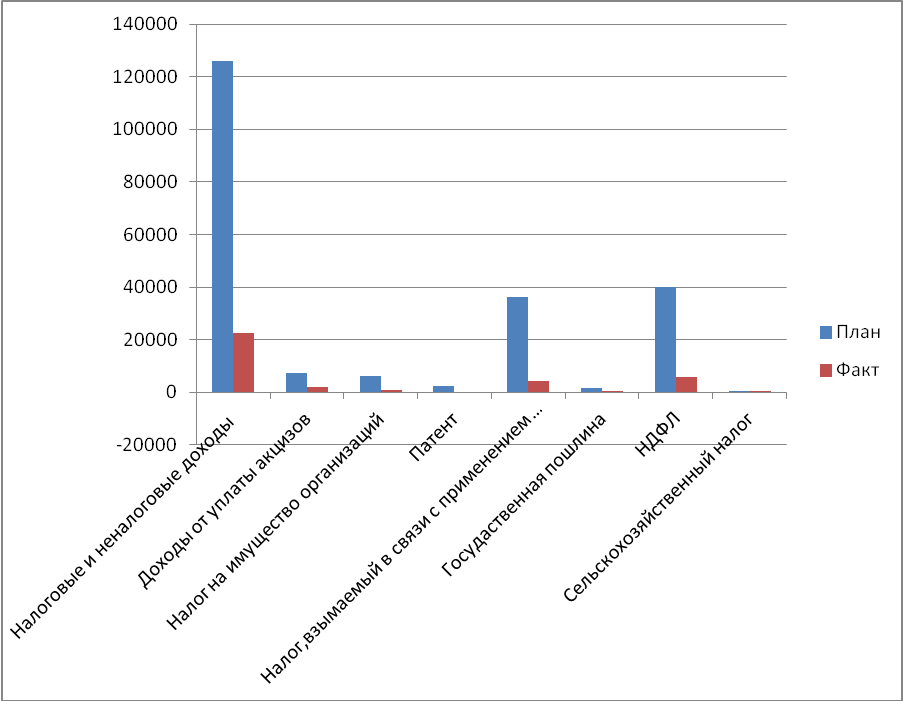 140000
120000
100000
80000
60000
40000
20000
0
-20000
Налоговые и неналоговые доходы
Доходы от уплаты акцизов
Налог на имущество организаций
Патент
Налог,взымаемый в связи с применением...
Госудаственная пошлина
НДФЛ
Сельскохозяйственный налог
План
Факт